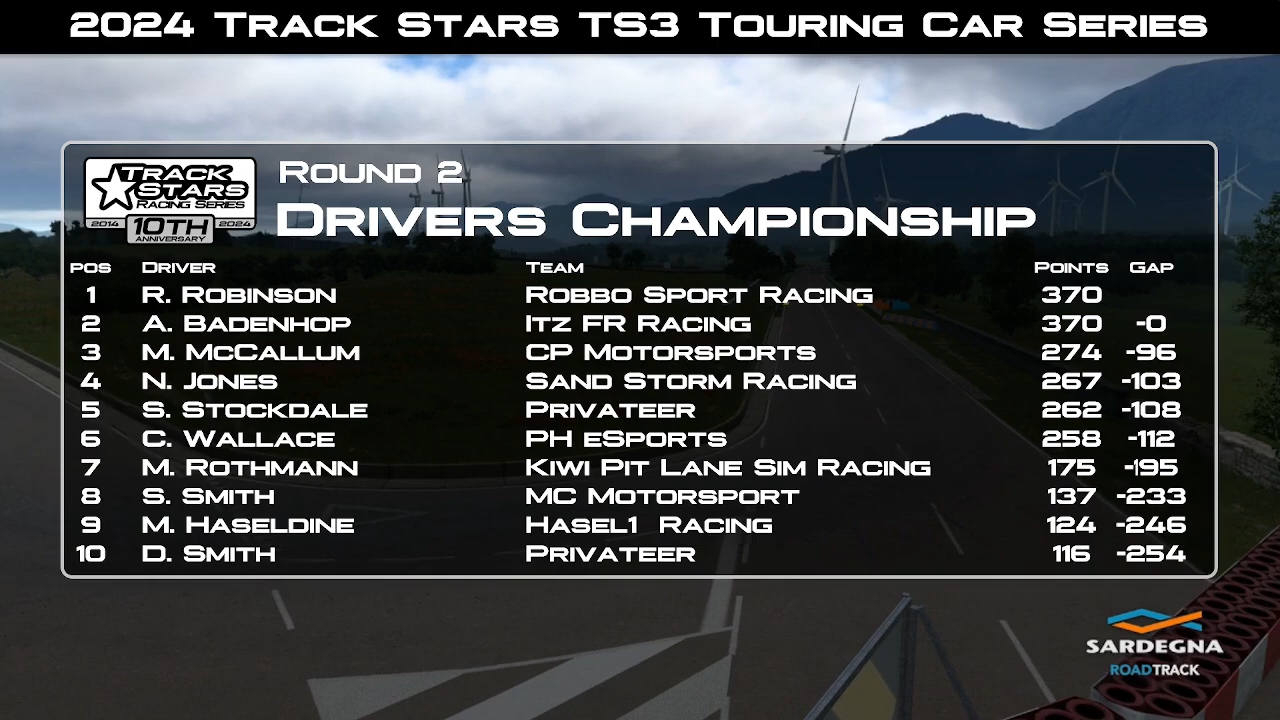 2024 Track Stars TS3 Touring Car Series
Track Stars Racing Series
2014 10th Anniversary 2024
Round 2
Drivers Championship
Pos Driver Team Points Gap
1 R. Robinson Robbo Sport Racing 370
2 A. Badenhop Itz FR Racing 370 -0
3 M. McCallum CP Motorsports 274 -96
4 N. Jones Sand Storm Racing 267 -103
5 S. Stockdale Privateer 262 -108
6 C. Wallace PH eSports 258 -112
7 M. Rothmann Kiwi Pit Lane Sim Racing 175 -195
8 S. Smith MC Motorsport 137 -233
9 M. Haseldine Hasel1 Racing 124 -246
10 D. Smith Privateer 116 -254
SARDEGNA
ROADTRACK